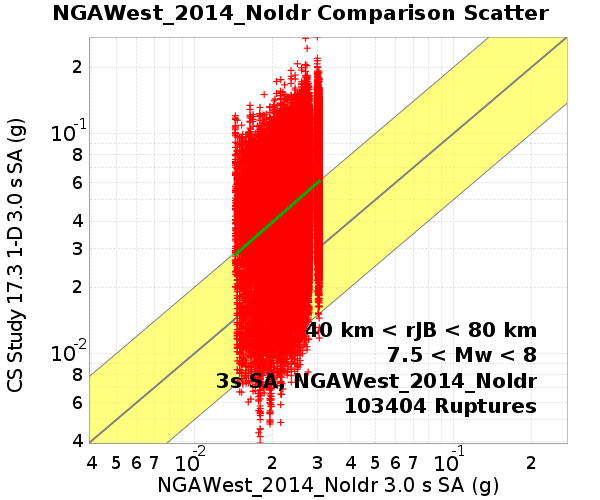 NGAWest_2014_NoIdr Comparison Scatter
CS Study 17.3 1-D 3.0 s SA (g)
2
10-1
8
6
4
3
2
10-2
8
6
4
40 km < rJB < 80 km
7.5 < Mw < 8
3s SA, NGAWest_2014_NoIdr
103404 Ruptures
4 5 6 7 10-2 2 3 4 5 6 7 10-1 2
NGAWest_2014_NoIdr 3.0 s SA (g)